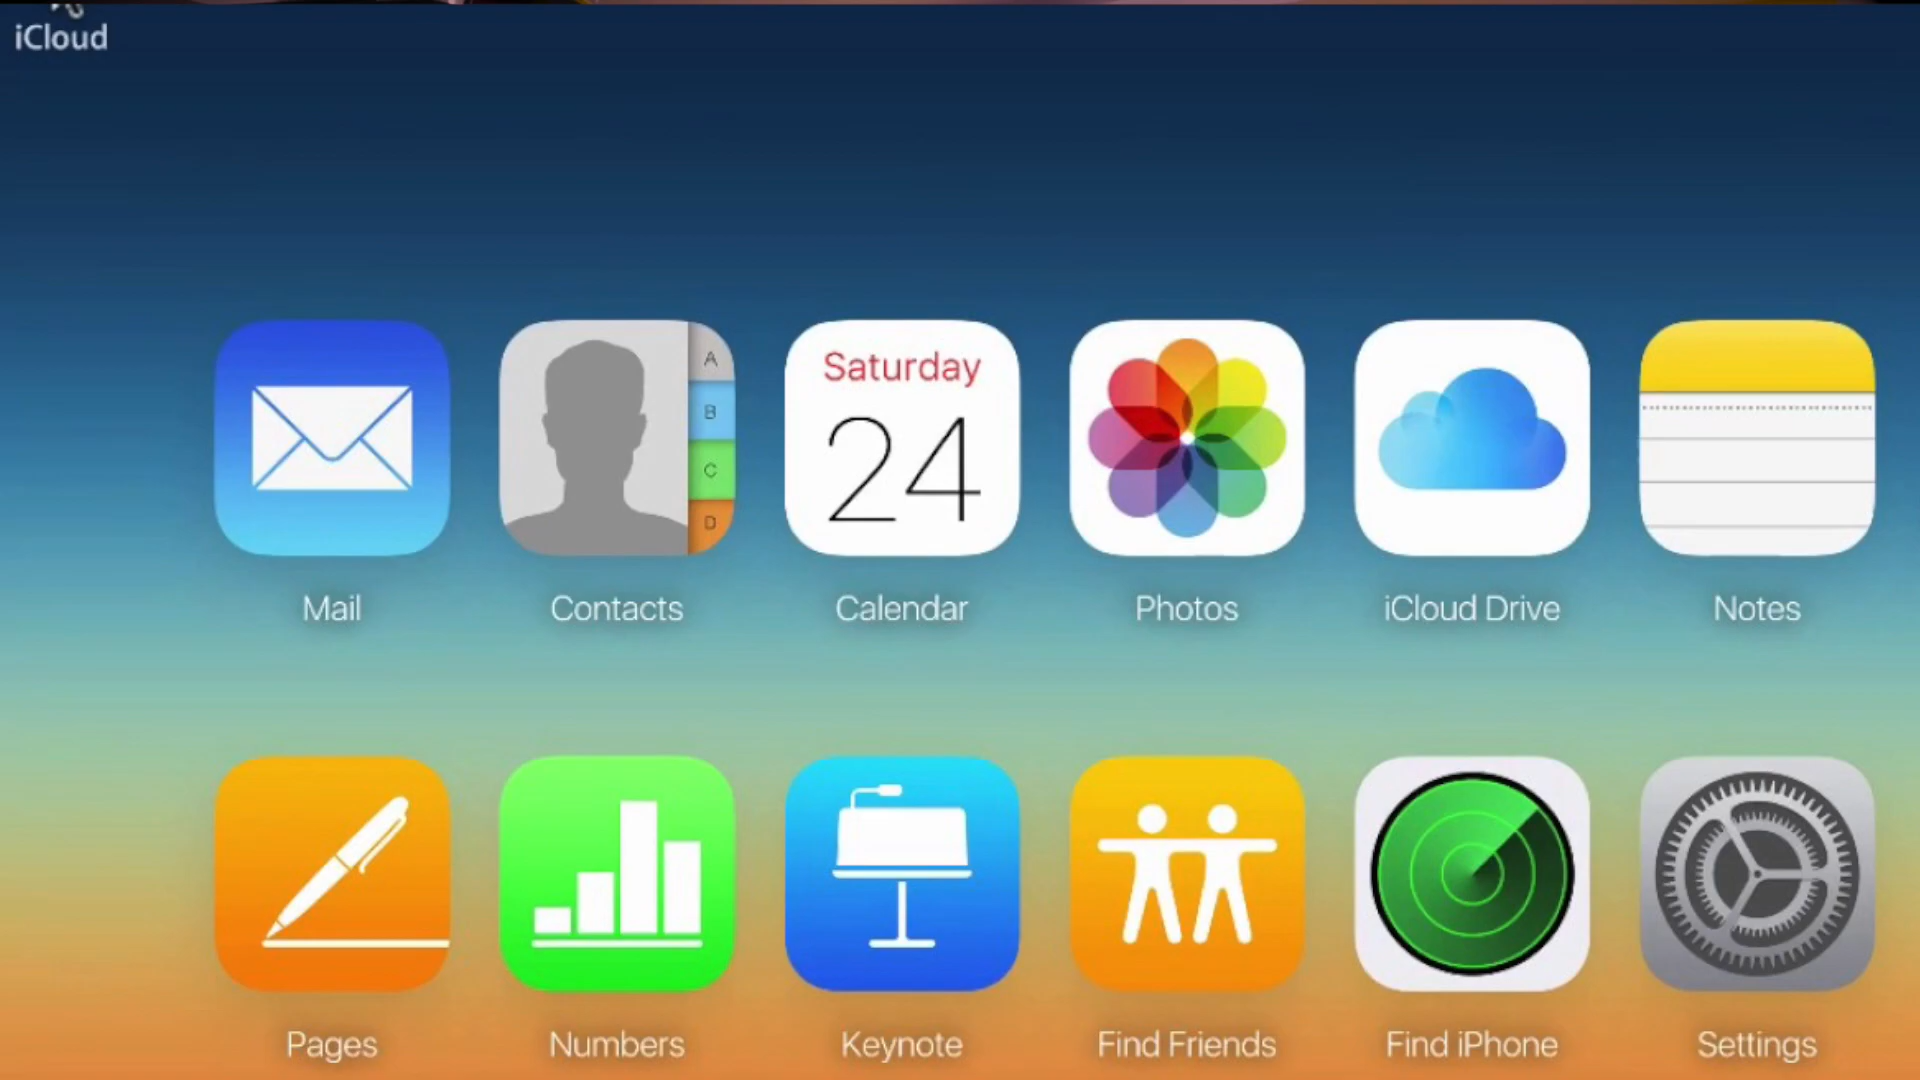 iCloud
A
B
C
D
Saturday
24
Mail
Contacts
Calendar
Photos
iCloud Drive
Notes
Pages
Numbers
Keynote
Find Friends
Find iPhone
Settings